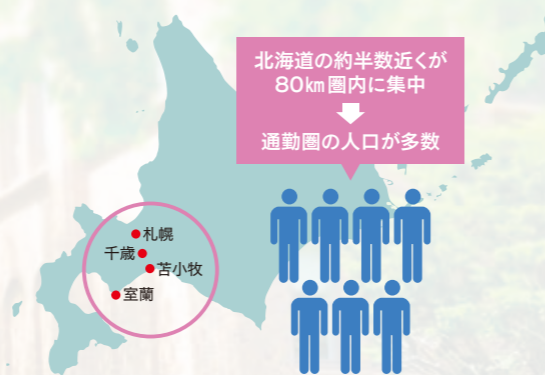 北海道の約半数近くが
80㎞圏内に集中
通勤圏の人口が多数
札幌
千歳
苫小牧
室蘭